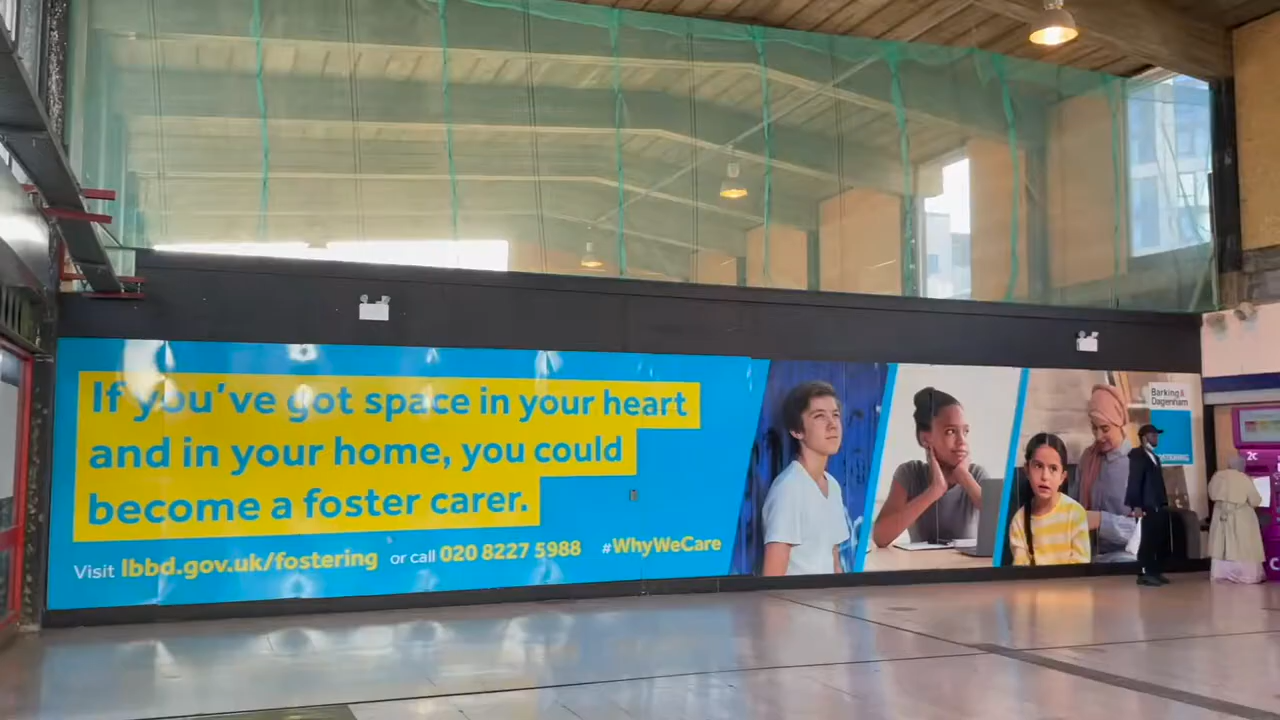 If you've got space in your heart
and in your home, you could
become a foster carer.
Visit lbbd.gov.uk/fostering or call 020 8227 5988 #WhyWeCare
Barking &
Dagenham
2C